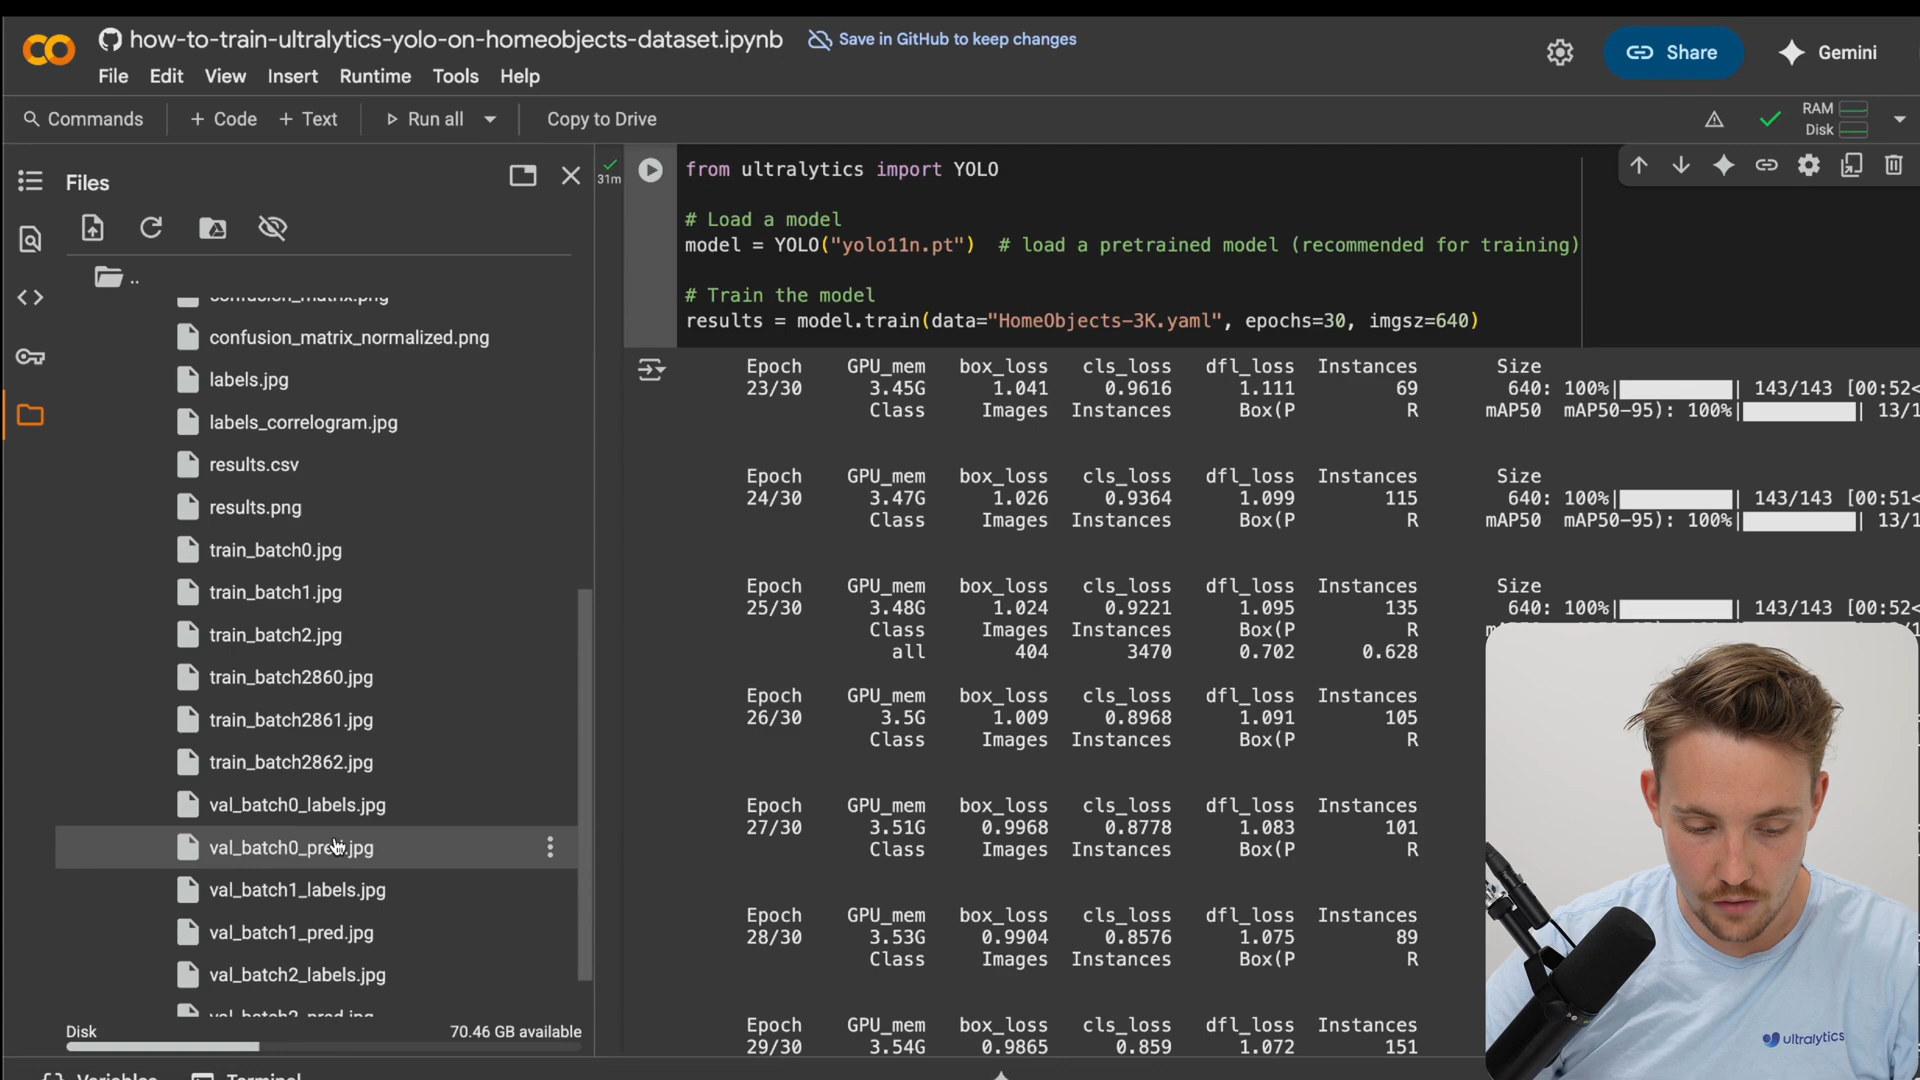 how-to-train-ultralytics-yolo-on-homeobjects-dataset.ipynb
Save in GitHub to keep changes
Share
Gemini
File Edit View Insert Runtime Tools Help
Commands + Code + Text Run all Copy to Drive
RAM
Disk
Files
..
confusion_matrix.png
confusion_matrix_normalized.png
labels.jpg
labels_correlogram.jpg
results.csv
results.png
train_batch0.jpg
train_batch1.jpg
train_batch2.jpg
train_batch2860.jpg
train_batch2861.jpg
train_batch2862.jpg
val_batch0_labels.jpg
val_batch0_pred.jpg
val_batch1_labels.jpg
val_batch1_pred.jpg
val_batch2_labels.jpg
val_batch2_pred.jpg
Disk 70.46 GB available
Variables Terminal
31m
from ultralytics import YOLO
# Load a model
model = YOLO("yolo11n.pt") # load a pretrained model (recommended for training)
# Train the model
results = model.train(data="HomeObjects-3K.yaml", epochs=30, imgsz=640)
Epoch GPU_mem box_loss cls_loss dfl_loss Instances Size
23/30 3.45G 1.041 0.9616 1.111 69 640: 100%| | 143/143 [00:52<
Class Images Instances Box(P R mAP50 mAP50-95): 100%| | 13/1
Epoch GPU_mem box_loss cls_loss dfl_loss Instances Size
24/30 3.47G 1.026 0.9364 1.099 115 640: 100%| | 143/143 [00:51<
Class Images Instances Box(P R mAP50 mAP50-95): 100%| | 13/1
Epoch GPU_mem box_loss cls_loss dfl_loss Instances Size
25/30 3.48G 1.024 0.9221 1.095 135 640: 100%| | 143/143 [00:52<
Class Images Instances Box(P R
all 404 3470 0.702 0.628
Epoch GPU_mem box_loss cls_loss dfl_loss Instances
26/30 3.5G 1.009 0.8968 1.091 105
Class Images Instances Box(P R
Epoch GPU_mem box_loss cls_loss dfl_loss Instances
27/30 3.51G 0.9968 0.8778 1.083 101
Class Images Instances Box(P R
Epoch GPU_mem box_loss cls_loss dfl_loss Instances
28/30 3.53G 0.9904 0.8576 1.075 89
Class Images Instances Box(P R
Epoch GPU_mem box_loss cls_loss dfl_loss Instances
29/30 3.54G 0.9865 0.859 1.072 151
ultralytics